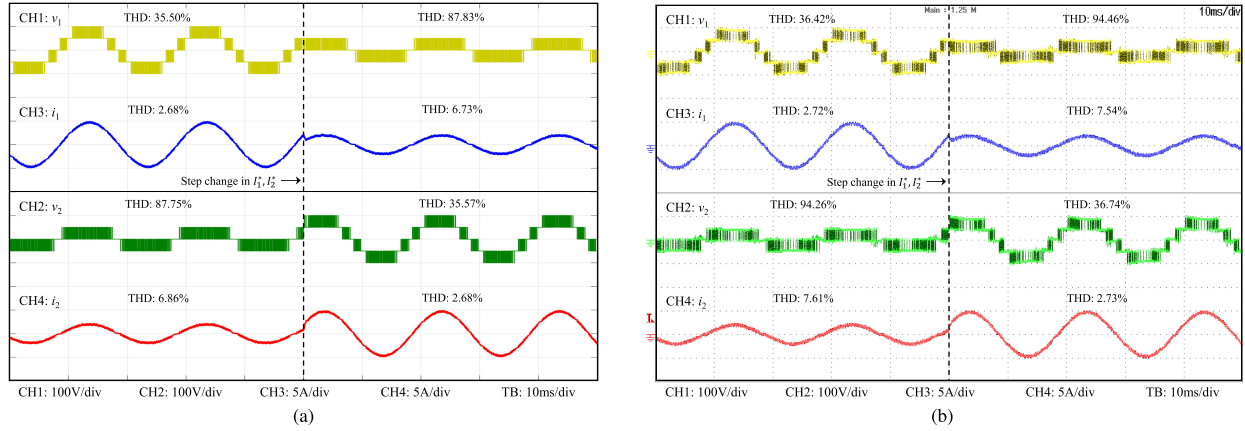 CH1: v₁
THD: 35.50%
THD: 87.83%
CH3: i₁
THD: 2.68%
THD: 6.73%
Step change in I₁*, I₂* →
CH2: v₂
THD: 87.75%
THD: 35.57%
CH4: i₂
THD: 6.86%
THD: 2.68%
CH1: 100V/div CH2: 100V/div CH3: 5A/div CH4: 5A/div TB: 10ms/div
(a)
Main : 1.25 M
10ms/div
CH1: v₁
THD: 36.42%
THD: 94.46%
CH3: i₁
THD: 2.72%
THD: 7.54%
Step change in I₁*, I₂* →
CH2: v₂
THD: 94.26%
THD: 36.74%
CH4: i₂
THD: 7.61%
THD: 2.73%
CH1: 100V/div CH2: 100V/div CH3: 5A/div CH4: 5A/div TB: 10ms/div
(b)